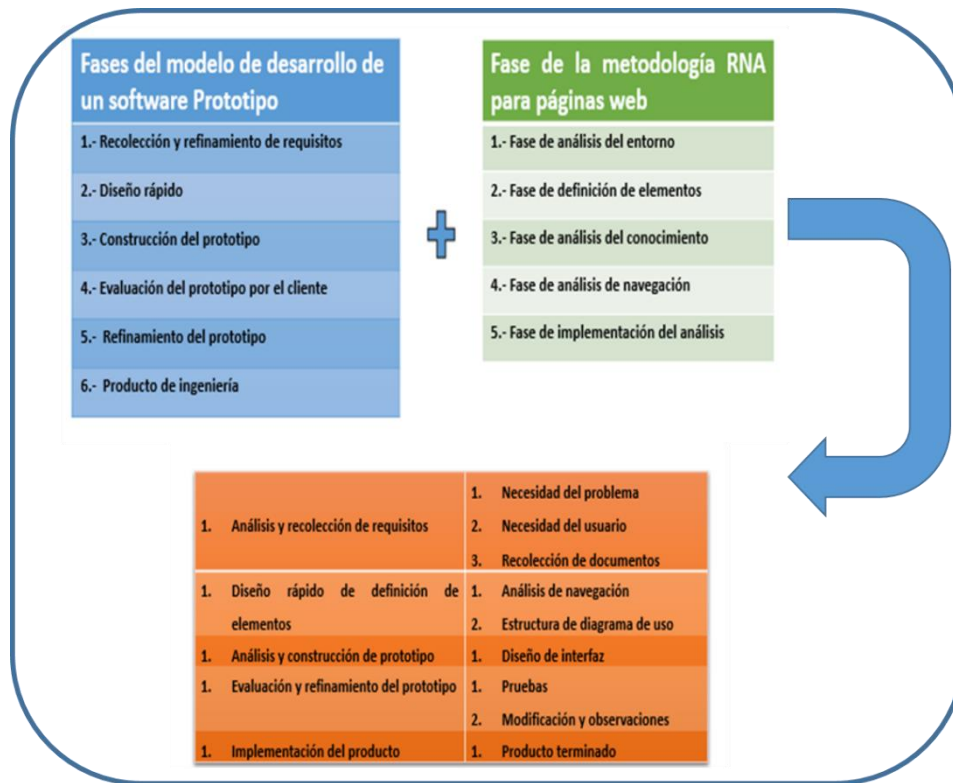 Fases del modelo de desarrollo de
un software Prototipo
1.- Recolección y refinamiento de requisitos
2.- Diseño rápido
3.- Construcción del prototipo
4.- Evaluación del prototipo por el cliente
5.- Refinamiento del prototipo
6.- Producto de ingeniería
Fase de la metodología RNA
para páginas web
1.- Fase de análisis del entorno
2.- Fase de definición de elementos
3.- Fase de análisis del conocimiento
4.- Fase de análisis de navegación
5.- Fase de implementación del análisis
1. Análisis y recolección de requisitos
1. Necesidad del problema
2. Necesidad del usuario
3. Recolección de documentos
1. Diseño rápido de definición de
elementos
1. Análisis de navegación
2. Estructura de diagrama de uso
1. Análisis y construcción de prototipo
1. Diseño de interfaz
1. Evaluación y refinamiento del prototipo
1. Pruebas
2. Modificación y observaciones
1. Implementación del producto
1. Producto terminado